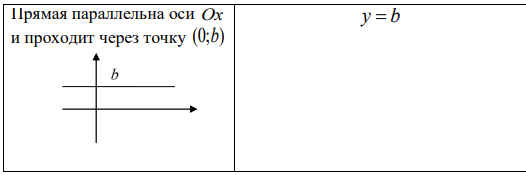 Прямая параллельна оси Ox
и проходит через точку (0;b)
b
y = b